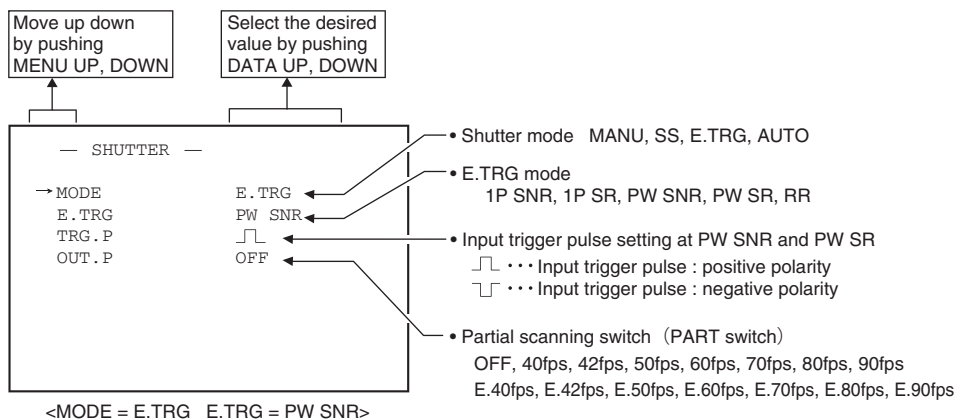 Move up down
by pushing
MENU UP, DOWN
Select the desired
value by pushing
DATA UP, DOWN
— SHUTTER —
→MODE E.TRG
E.TRG PW SNR
TRG.P
OUT.P OFF
• Shutter mode MANU, SS, E.TRG, AUTO
• E.TRG mode
1P SNR, 1P SR, PW SNR, PW SR, RR
• Input trigger pulse setting at PW SNR and PW SR
･･･Input trigger pulse : positive polarity
･･･Input trigger pulse : negative polarity
• Partial scanning switch（PART switch）
OFF, 40fps, 42fps, 50fps, 60fps, 70fps, 80fps, 90fps
E.40fps, E.42fps, E.50fps, E.60fps, E.70fps, E.80fps, E.90fps
<MODE = E.TRG E.TRG = PW SNR>